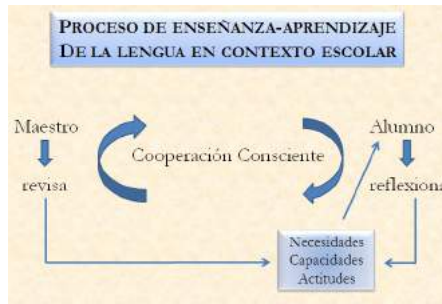 PROCESO DE ENSEÑANZA-APRENDIZAJE
DE LA LENGUA EN CONTEXTO ESCOLAR
Maestro
Alumno
Cooperación Consciente
revisa
reflexiona
Necesidades
Capacidades
Actitudes